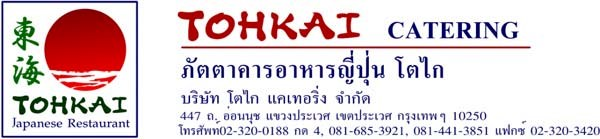 東海
TOHKAI
Japanese Restaurant
TOHKAI CATERING
ภัตตาคารอาหารญี่ปุ่น โตไก
บริษัท โตไก แคเทอริ่ง จำกัด
447 ถ. อ่อนนุช แขวงประเวศ เขตประเวศ กรุงเทพฯ 10250
โทรศัพท์02-320-0188 กด 4, 081-685-3921, 081-441-3851 แฟกซ์ 02-320-3420